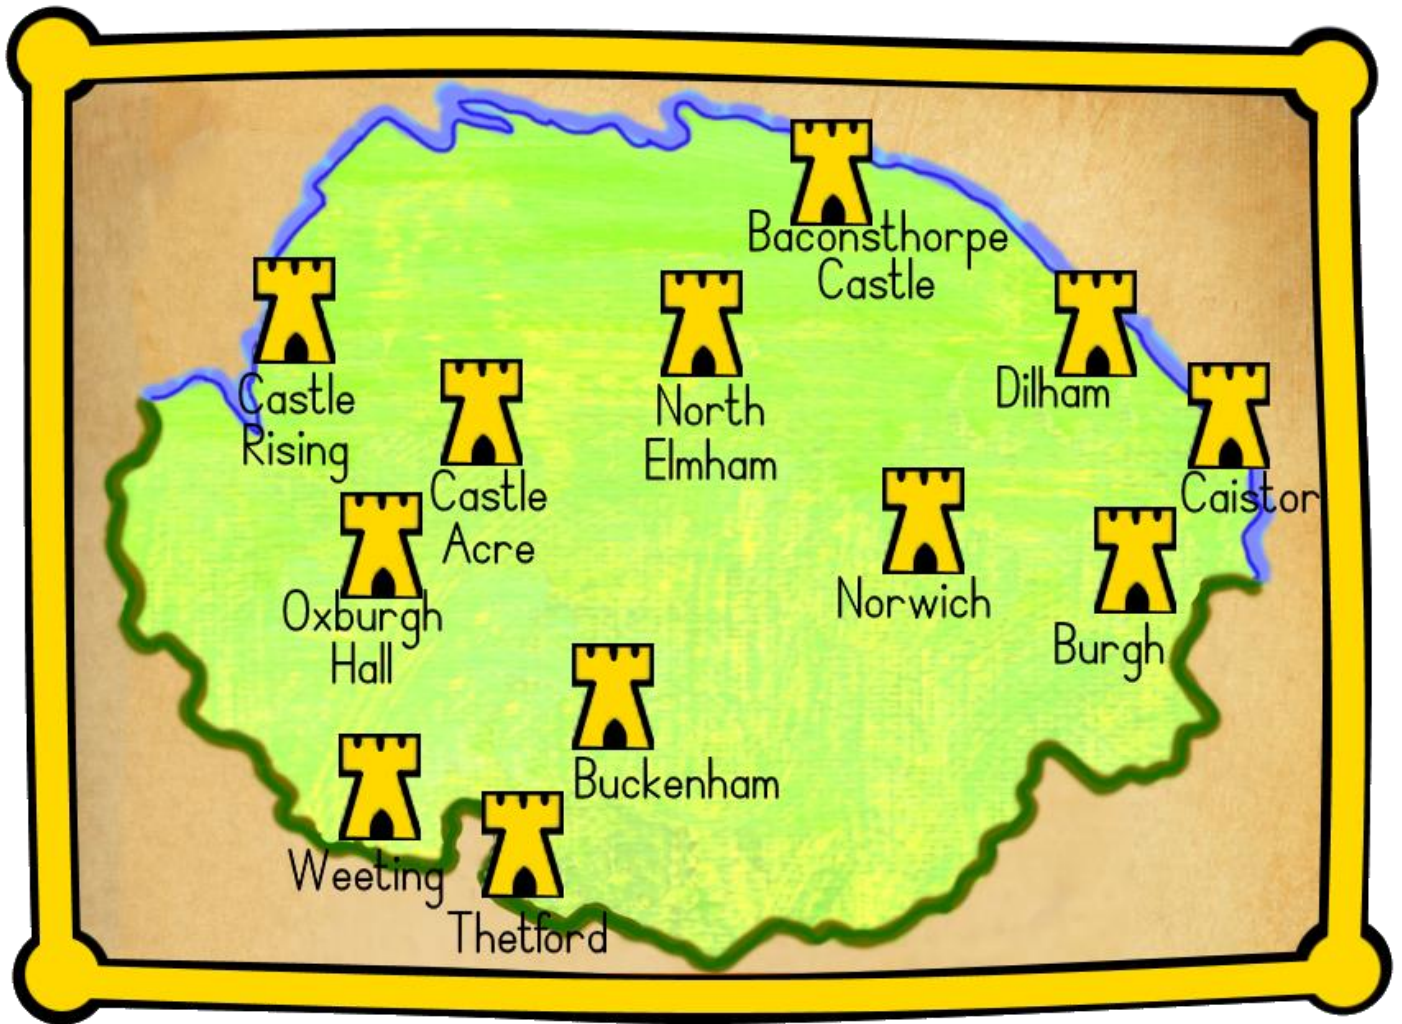 Baconsthorpe
Castle
Castle
Rising
North
Elmham
Dilham
Castle
Acre
Caistor
Oxburgh
Hall
Norwich
Burgh
Buckenham
Weeting
Thetford